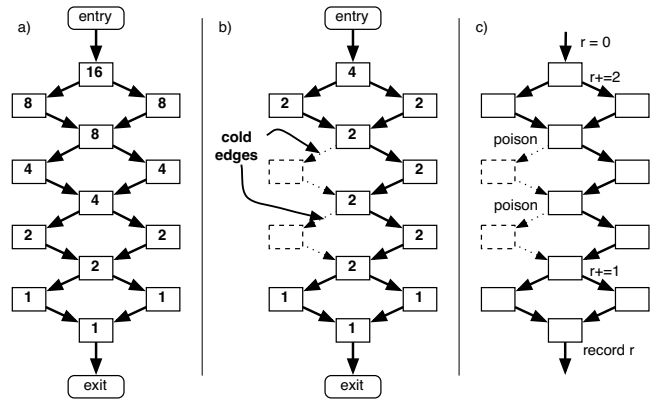 a)
entry
16
8 8
8
4 4
4
2 2
2
1 1
1
exit
b)
entry
4
2 2
2
cold
edges
2
2
2
2
1 1
1
exit
c)
r = 0
r+=2
poison
poison
r+=1
record r